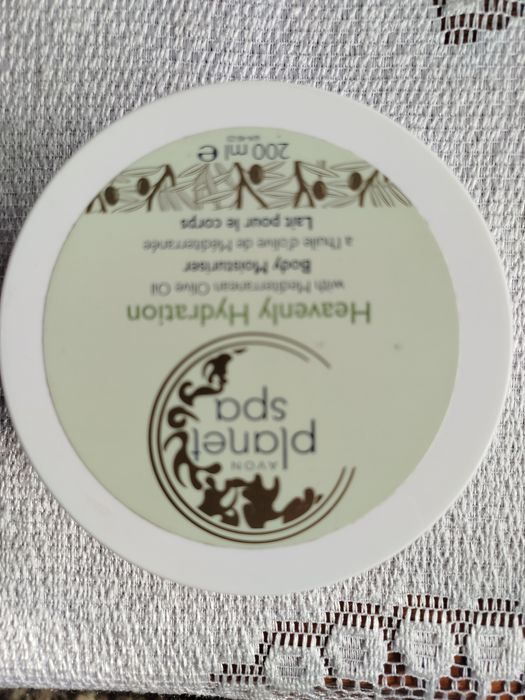 AVON
planet
spa
Heavenly Hydration
with Mediterranean Olive Oil
Body Moisturiser
a l'huile d'olive de Méditerranée
Lait pour le corps
200 ml e